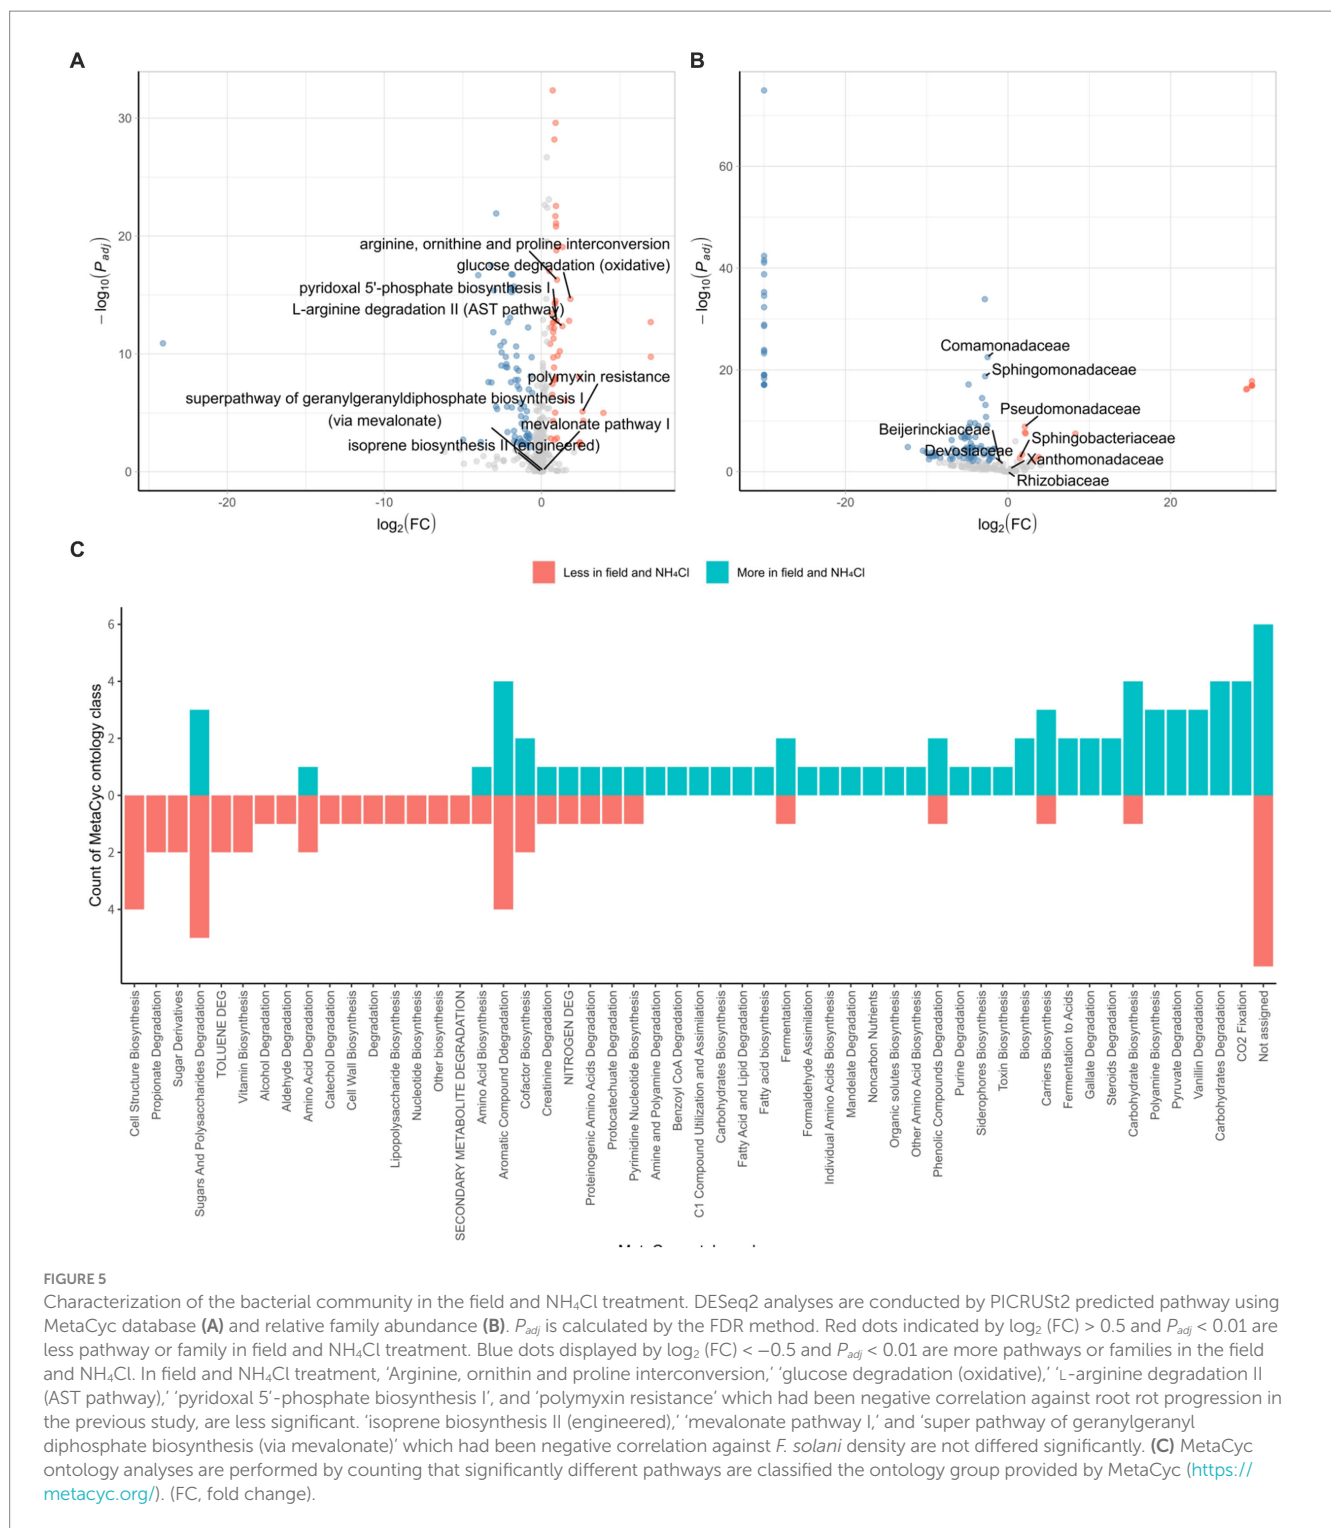 A
B
30
20
10
0
− log₁₀(Padj)
arginine, ornithine and proline interconversion
glucose degradation (oxidative)
pyridoxal 5'-phosphate biosynthesis I
L-arginine degradation II (AST pathway)
polymyxin resistance
superpathway of geranylgeranyldiphosphate biosynthesis I
(via mevalonate)
mevalonate pathway I
isoprene biosynthesis II (engineered)
-20
-10
0
log₂(FC)
60
40
20
0
− log₁₀(Padj)
Comamonadaceae
Sphingomonadaceae
Pseudomonadaceae
Beijerinckiaceae
Sphingobacteriaceae
Devosiaceae
Xanthomonadaceae
Rhizobiaceae
-20
0
20
log₂(FC)
C
Less in field and NH₄Cl
More in field and NH₄Cl
6
4
2
0
2
4
Count of MetaCyc ontology class
Cell Structure Biosynthesis
Propionate Degradation
Sugar Derivatives
Sugars And Polysaccharides Degradation
TOLUENE DEG
Vitamin Biosynthesis
Alcohol Degradation
Aldehyde Degradation
Amino Acid Degradation
Catechol Degradation
Cell Wall Biosynthesis
Degradation
Lipopolysaccharide Biosynthesis
Nucleotide Biosynthesis
Other biosynthesis
SECONDARY METABOLITE DEGRADATION
Amino Acid Biosynthesis
Aromatic Compound Ddegradation
Cofactor Biosynthesis
Creatinine Degradation
NITROGEN DEG
Proteinogenic Amino Acids Degradation
Protocatechuate Degradation
Pyrimidine Nucleotide Biosynthesis
Amine and Polyamine Degradation
Benzoyl CoA Degradation
C1 Compound Utilization and Assimilation
Carbohydrates Biosynthesis
Fatty Acid and Lipid Degradation
Fatty acid biosynthesis
Fermentation
Formaldehyde Assimilation
Individual Amino Acids Biosynthesis
Mandelate Degradation
Noncarbon Nutrients
Organic solutes Biosynthesis
Other Amino Acid Biosynthesis
Phenolic Compounds Degradation
Purine Degradation
Siderophores Biosynthesis
Toxin Biosynthesis
Biosynthesis
Carriers Biosynthesis
Fermentation to Acids
Gallate Degradation
Steroids Degradation
Carbohydrate Biosynthesis
Polyamine Biosynthesis
Pyruvate Degradation
Vanillin Degradation
Carbohydrates Degradation
CO2 Fixation
Not assigned
FIGURE 5
Characterization of the bacterial community in the field and NH₄Cl treatment. DESeq2 analyses are conducted by PICRUSt2 predicted pathway using
MetaCyc database (A) and relative family abundance (B). Padj is calculated by the FDR method. Red dots indicated by log₂ (FC) > 0.5 and Padj < 0.01 are
less pathway or family in field and NH₄Cl treatment. Blue dots displayed by log₂ (FC) < −0.5 and Padj < 0.01 are more pathways or families in the field
and NH₄Cl. In field and NH₄Cl treatment, 'Arginine, ornithin and proline interconversion,' 'glucose degradation (oxidative),' 'L-arginine degradation II
(AST pathway),' 'pyridoxal 5′-phosphate biosynthesis I', and 'polymyxin resistance' which had been negative correlation against root rot progression in
the previous study, are less significant. 'isoprene biosynthesis II (engineered),' 'mevalonate pathway I,' and 'super pathway of geranylgeranyl
diphosphate biosynthesis (via mevalonate)' which had been negative correlation against F. solani density are not differed significantly. (C) MetaCyc
ontology analyses are performed by counting that significantly different pathways are classified the ontology group provided by MetaCyc (https://
metacyc.org/). (FC, fold change).